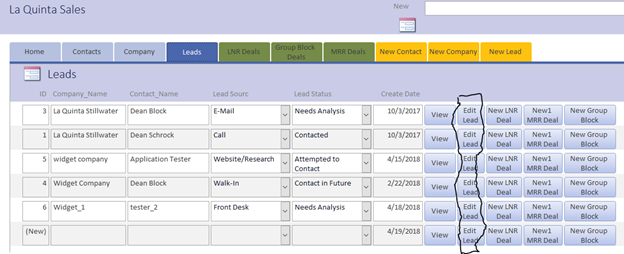 La Quinta Sales
New
Home Contacts Company Leads LNR Deals Group Block Deals MRR Deals New Contact New Company New Lead
Leads
ID Company_Name Contact_Name Lead Sourc Lead Status Create Date
3 La Quinta Stillwater Dean Block E-Mail Needs Analysis 10/3/2017 View Edit Lead New LNR Deal New1 MRR Deal New Group Block
1 La Quinta Stillwater Dean Schrock Call Contacted 10/3/2017 View Edit Lead New LNR Deal New1 MRR Deal New Group Block
5 widget company Application Tester Website/Research Attempted to Contact 4/15/2018 View Edit Lead New LNR Deal New1 MRR Deal New Group Block
4 Widget Company Dean Block Walk-In Contact in Future 2/22/2018 View Edit Lead New LNR Deal New1 MRR Deal New Group Block
6 Widget_1 tester_2 Front Desk Needs Analysis 4/18/2018 View Edit Lead New LNR Deal New1 MRR Deal New Group Block
(New) 4/19/2018 View Edit Lead New LNR Deal New1 MRR Deal New Group Block